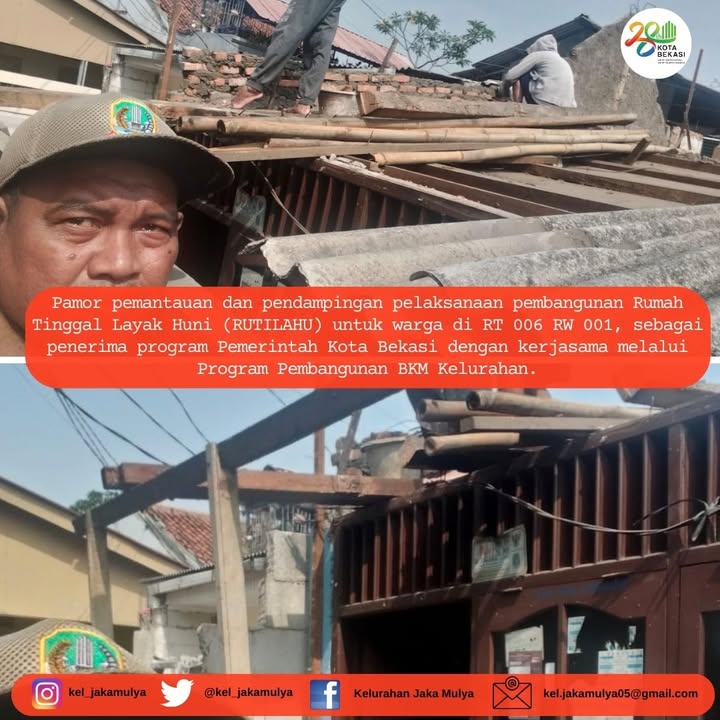 28
KOTA
BEKASI
Pamor pemantauan dan pendampingan pelaksanaan pembangunan Rumah
Tinggal Layak Huni (RUTILAHU) untuk warga di RT 006 RW 001, sebagai
penerima program Pemerintah Kota Bekasi dengan kerjasama melalui
Program Pembangunan BKM Kelurahan.
kel_jakamulya
@kel_jakamulya
Kelurahan Jaka Mulya
kel.jakamulya05@gmail.com